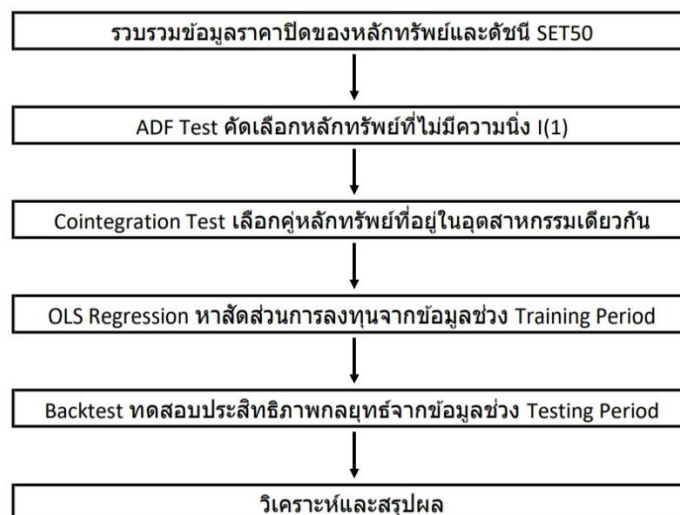 รวบรวมข้อมูลราคาปิดของหลักทรัพย์และดัชนี SET50
ADF Test คัดเลือกหลักทรัพย์ที่ไม่มีความนิ่ง I(1)
Cointegration Test เลือกคู่หลักทรัพย์ที่อยู่ในอุตสาหกรรมเดียวกัน
OLS Regression หาสัดส่วนการลงทุนจากข้อมูลช่วง Training Period
Backtest ทดสอบประสิทธิภาพกลยุทธ์จากข้อมูลช่วง Testing Period
วิเคราะห์และสรุปผล